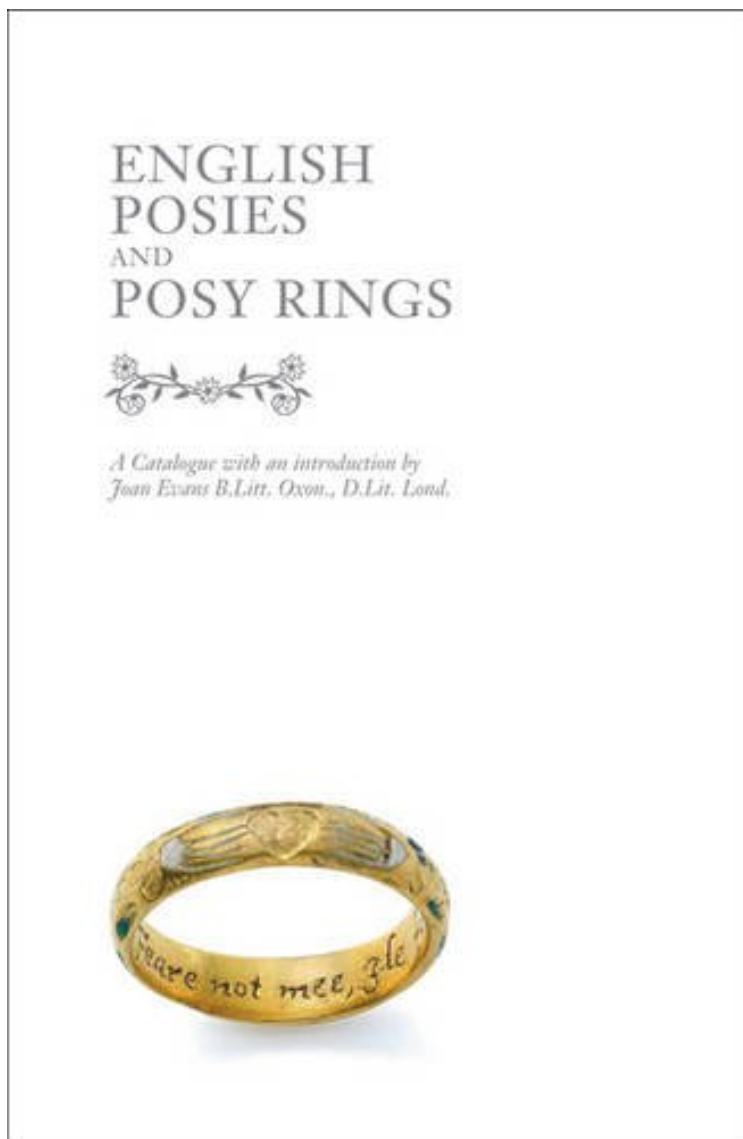 ENGLISH
POSIES
AND
POSY RINGS
A Catalogue with an introduction by
Joan Evans B.Litt. Oxon., D.Lit. Lond.
Feare not mee, Ile